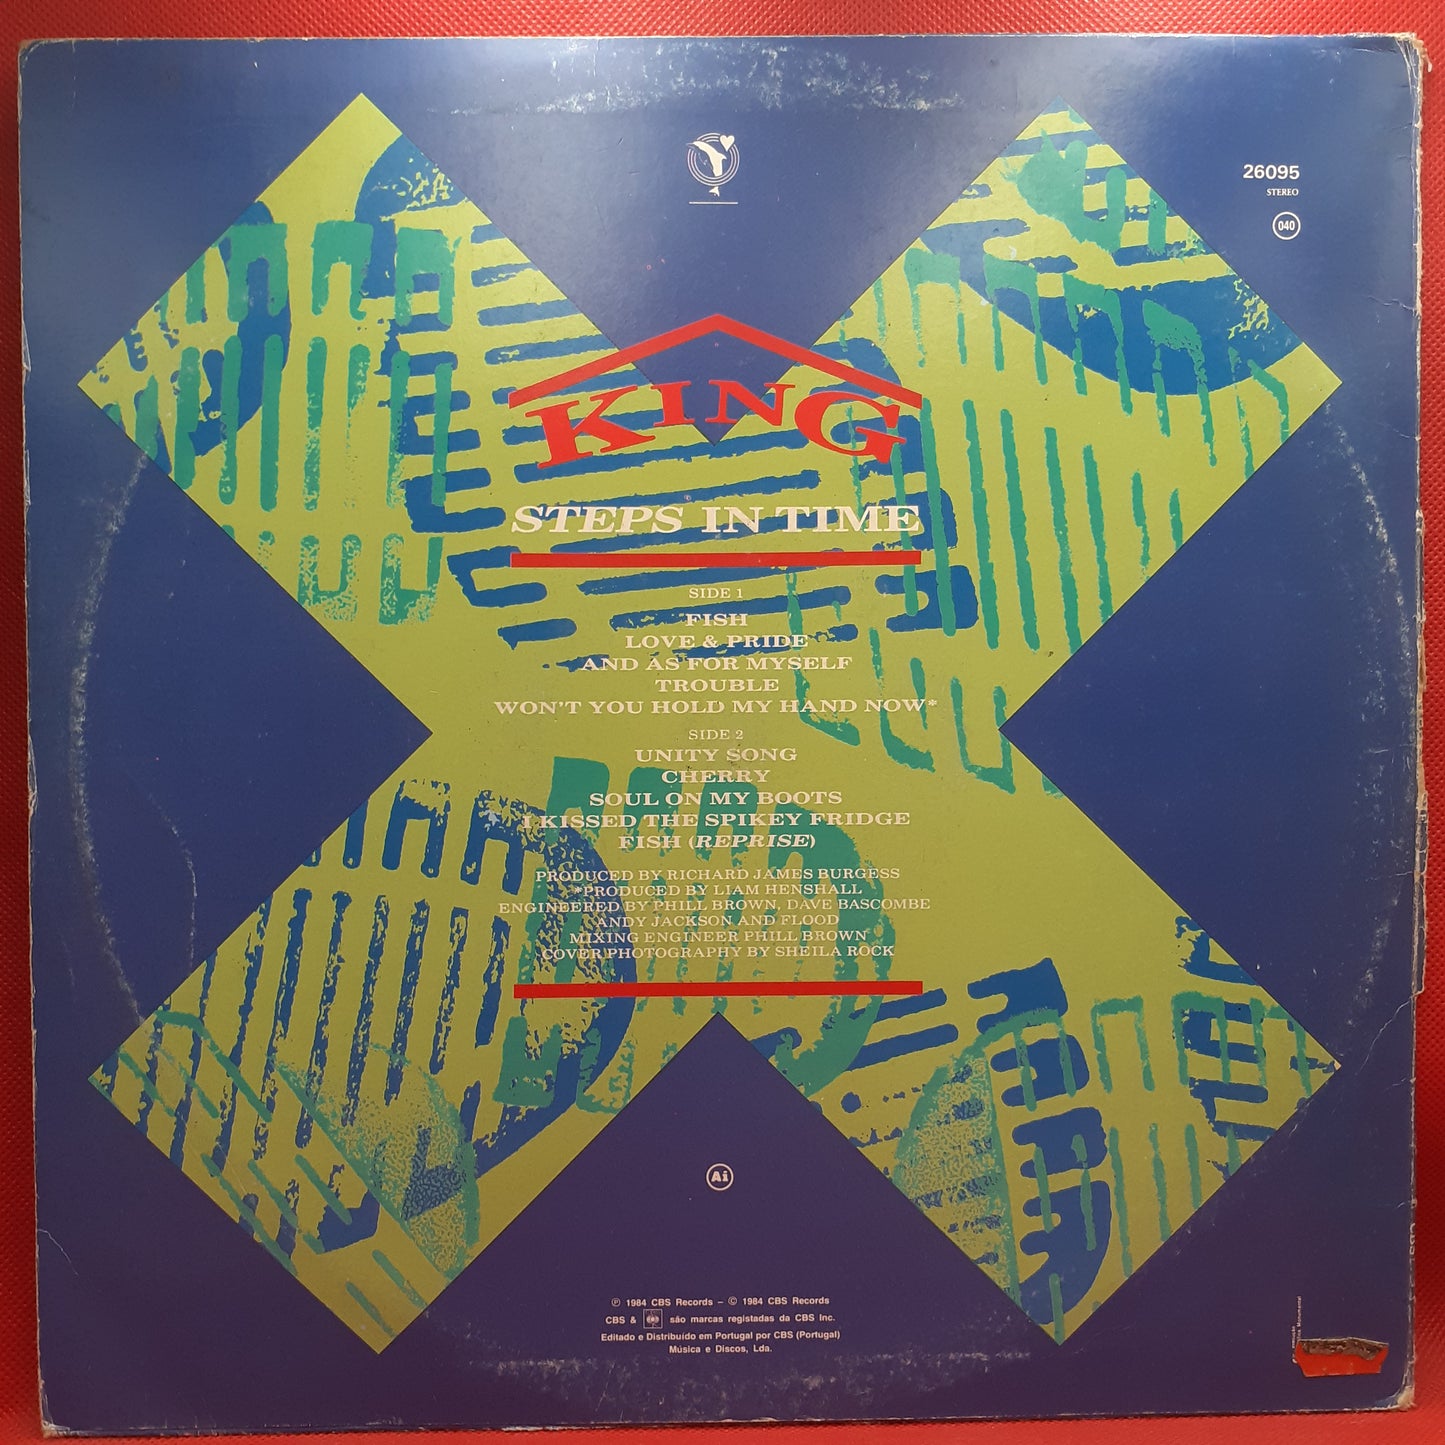 26095
STEREO
040
KING
STEPS IN TIME
SIDE 1
FISH
LOVE & PRIDE
AND AS FOR MYSELF
TROUBLE
WON'T YOU HOLD MY HAND NOW*
SIDE 2
UNITY SONG
CHERRY
SOUL ON MY BOOTS
I KISSED THE SPIKEY FRIDGE
FISH (REPRISE)
PRODUCED BY RICHARD JAMES BURGESS
*PRODUCED BY LIAM HENSHALL
ENGINEERED BY PHILL BROWN, DAVE BASCOMBE
ANDY JACKSON AND FLOOD
MIXING ENGINEER PHILL BROWN
COVER PHOTOGRAPHY BY SHEILA ROCK
Ai
℗ 1984 CBS Records – © 1984 CBS Records
CBS & são marcas registadas da CBS Inc.
Editado e Distribuído em Portugal por CBS (Portugal)
Música e Discos, Lda.
Monumental